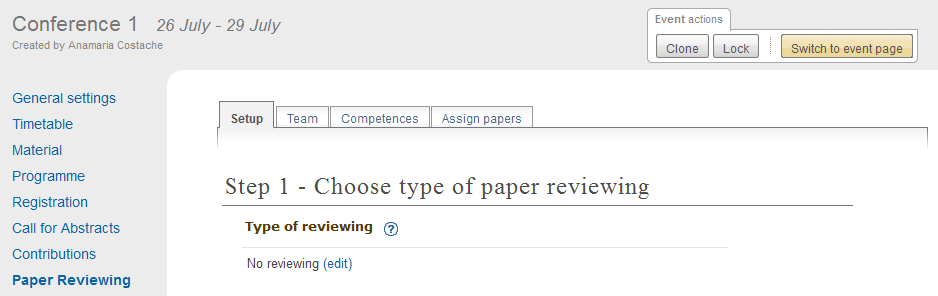 Conference 1 26 July - 29 July
Created by Anamaria Costache
Event actions
Clone Lock Switch to event page
General settings
Timetable
Material
Programme
Registration
Call for Abstracts
Contributions
Paper Reviewing
Setup Team Competences Assign papers
Step 1 - Choose type of paper reviewing
Type of reviewing ?
No reviewing (edit)